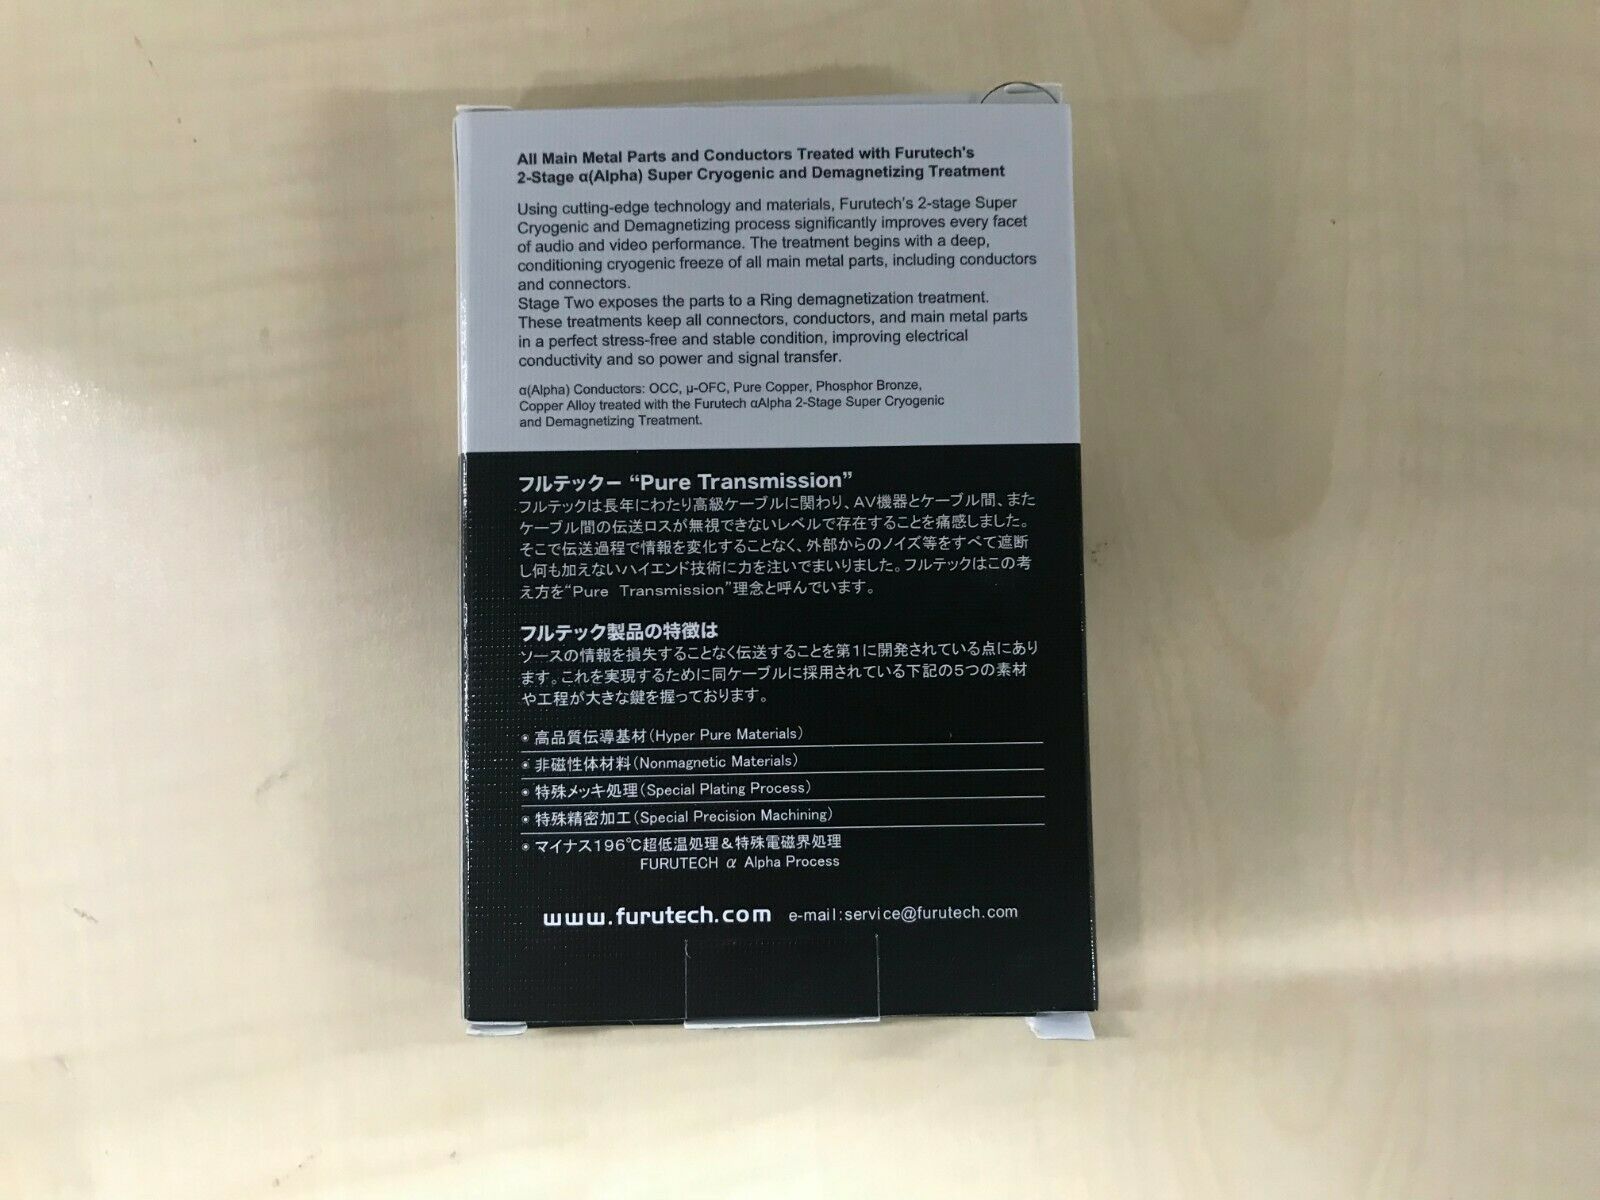 All Main Metal Parts and Conductors Treated with Furutech's
2-Stage α(Alpha) Super Cryogenic and Demagnetizing Treatment
Using cutting-edge technology and materials, Furutech's 2-stage Super
Cryogenic and Demagnetizing process significantly improves every facet
of audio and video performance. The treatment begins with a deep,
conditioning cryogenic freeze of all main metal parts, including conductors
and connectors.
Stage Two exposes the parts to a Ring demagnetization treatment.
These treatments keep all connectors, conductors, and main metal parts
in a perfect stress-free and stable condition, improving electrical
conductivity and so power and signal transfer.
α(Alpha) Conductors: OCC, μ-OFC, Pure Copper, Phosphor Bronze,
Copper Alloy treated with the Furutech αAlpha 2-Stage Super Cryogenic
and Demagnetizing Treatment.
フルテックー “Pure Transmission”
フルテックは長年にわたり高級ケーブルに関わり、AV機器とケーブル間、また
ケーブル間の伝送ロスが無視できないレベルで存在することを痛感しました。
そこで伝送過程で情報を変化することなく、外部からのノイズ等をすべて遮断
し何も加えないハイエンド技術に力を注いでまいりました。フルテックはこの考
え方を“Pure Transmission”理念と呼んでいます。
フルテック製品の特徴は
ソースの情報を損失することなく伝送することを第1に開発されている点にあり
ます。これを実現するために同ケーブルに採用されている下記の5つの素材
や工程が大きな鍵を握っております。
◉ 高品質伝導基材(Hyper Pure Materials)
◉ 非磁性体材料(Nonmagnetic Materials)
◉ 特殊メッキ処理(Special Plating Process)
◉ 特殊精密加工(Special Precision Machining)
◉ マイナス196℃超低温処理＆特殊電磁界処理
FURUTECH α Alpha Process
www.furutech.com e-mail:service@furutech.com